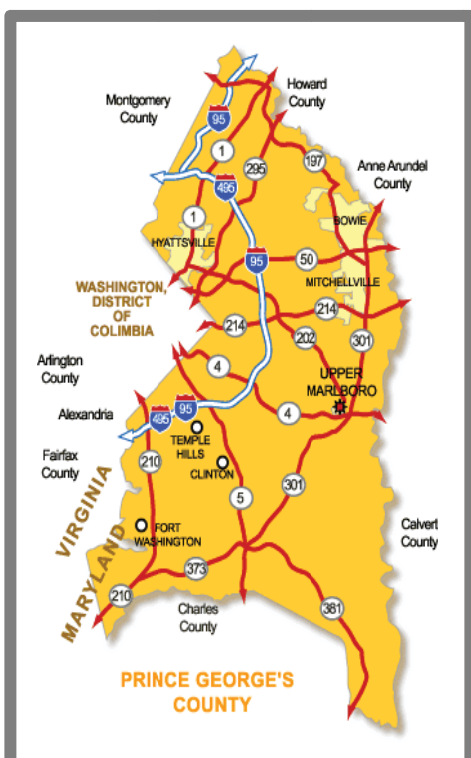 Montgomery
County
Howard
County
95
1
295
197
Anne Arundel
County
495
1
BOWIE
HYATTSVILLE
50
95
MITCHELLVILLE
WASHINGTON,
DISTRICT
OF
COLIMBIA
214
214
202
301
Arlington
County
4
UPPER
MARLBORO
Alexandria
495
95
4
TEMPLE
HILLS
Fairfax
County
210
CLINTON
301
5
VIRGINIA
MARYLAND
FORT
WASHINGTON
Calvert
County
373
210
Charles
County
381
PRINCE GEORGE'S
COUNTY